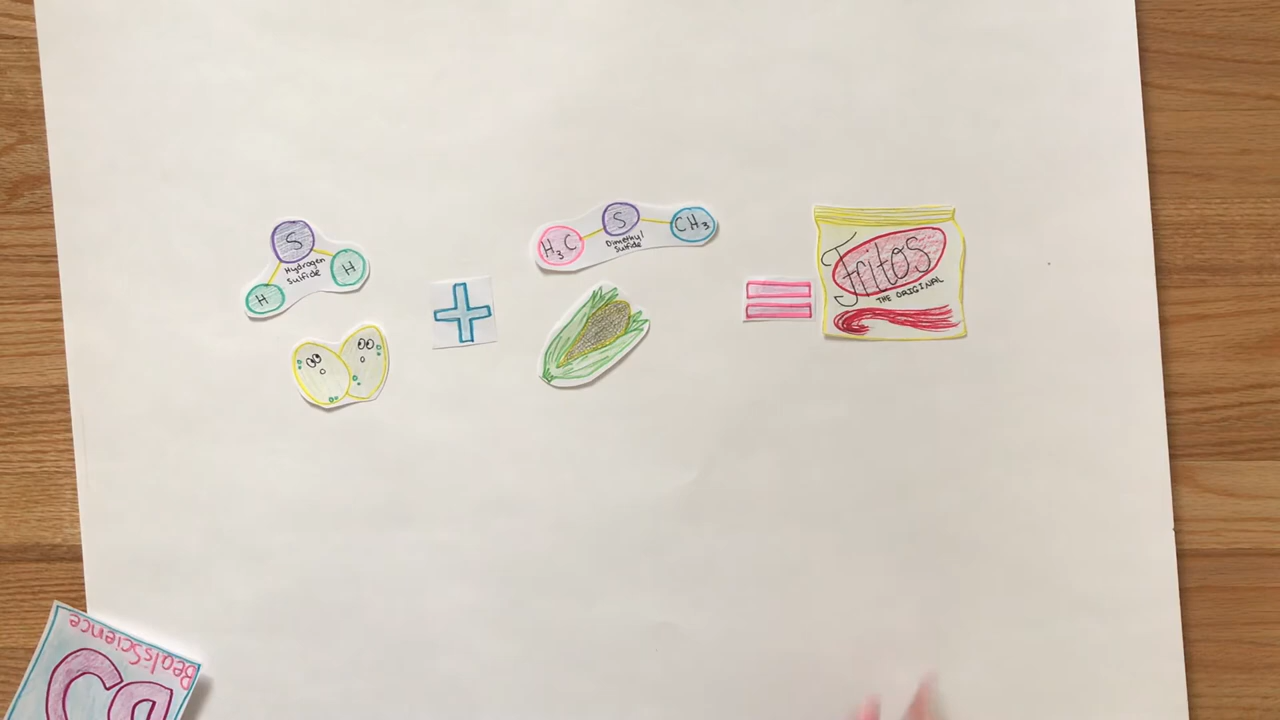 S
Hydrogen
sulfide
H
H
H₃C
S
CH₃
Dimethyl
sulfide
Fritos
THE ORIGINAL
BealsScience